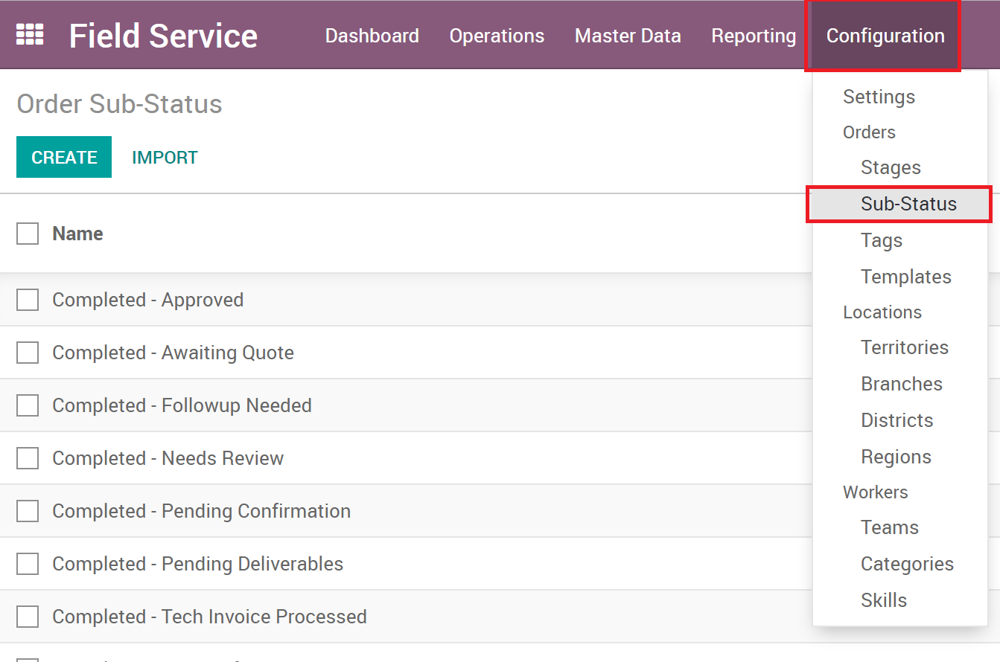 Field Service Dashboard Operations Master Data Reporting Configuration
Order Sub-Status
CREATE IMPORT
Name
Completed - Approved
Completed - Awaiting Quote
Completed - Followup Needed
Completed - Needs Review
Completed - Pending Confirmation
Completed - Pending Deliverables
Completed - Tech Invoice Processed
Settings
Orders
Stages
Sub-Status
Tags
Templates
Locations
Territories
Branches
Districts
Regions
Workers
Teams
Categories
Skills